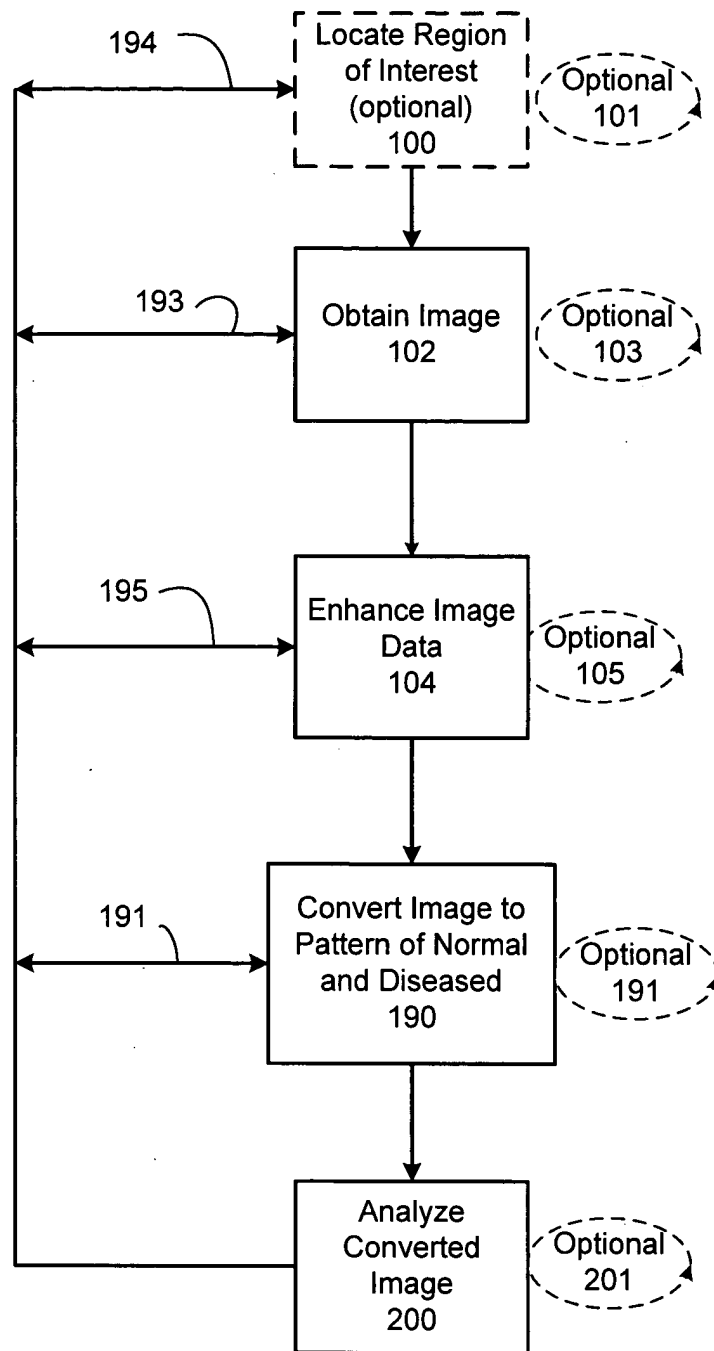 194
Locate Region
of Interest
(optional)
100
Optional
101
193
Obtain Image
102
Optional
103
195
Enhance Image
Data
104
Optional
105
191
Convert Image to
Pattern of Normal
and Diseased
190
Optional
191
Analyze
Converted
Image
200
Optional
201